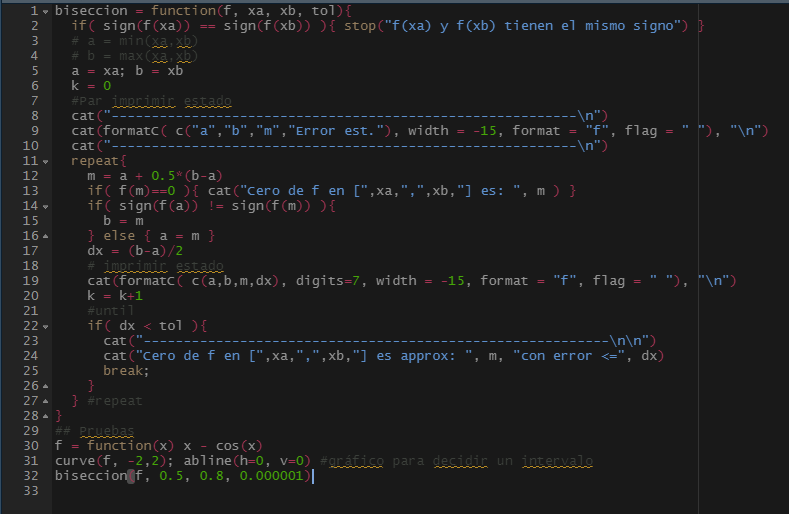 1 biseccion = function(f, xa, xb, tol){
2   if( sign(f(xa)) == sign(f(xb)) ){ stop("f(xa) y f(xb) tienen el mismo signo") }
3   # a = min(xa,xb)
4   # b = max(xa,xb)
5   a = xa; b = xb
6   k = 0
7   #Par imprimir estado
8   cat("----------------------------------------------------------\n")
9   cat(formatC( c("a","b","m","Error est."), width = -15, format = "f", flag = " "), "\n")
10   cat("----------------------------------------------------------\n")
11   repeat{
12     m = a + 0.5*(b-a)
13     if( f(m)==0 ){ cat("Cero de f en [",xa,",",xb,"] es: ", m ) }
14     if( sign(f(a)) != sign(f(m)) ){
15       b = m
16     } else { a = m }
17     dx = (b-a)/2
18     # imprimir estado
19     cat(formatC( c(a,b,m,dx), digits=7, width = -15, format = "f", flag = " "), "\n")
20     k = k+1
21     #until
22     if( dx < tol ){
23       cat("----------------------------------------------------------\n\n")
24       cat("Cero de f en [",xa,",",xb,"] es approx: ", m, "con error <=", dx)
25       break;
26     }
27   } #repeat
28 }
29 ## Pruebas
30 f = function(x) x - cos(x)
31 curve(f, -2,2); abline(h=0, v=0) #gráfico para decidir un intervalo
32 biseccion(f, 0.5, 0.8, 0.000001)
33